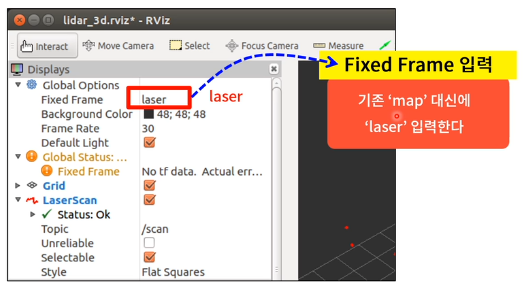 lidar_3d.rviz* - RViz
Interact Move Camera Select Focus Camera Measure
Displays
Fixed Frame 입력
Global Options
Fixed Frame laser
laser
기존 ‘map’ 대신에
Background Color 48; 48; 48
‘laser’ 입력한다
Frame Rate 30
Default Light
Global Status: ...
Fixed Frame No tf data. Actual err...
Grid
LaserScan
Status: Ok
Topic /scan
Unreliable
Selectable
Style Flat Squares